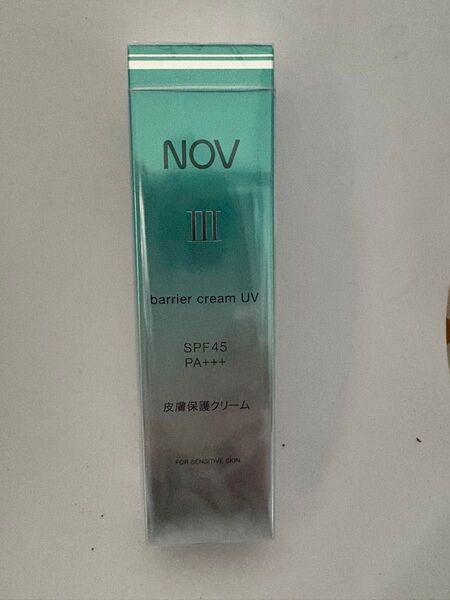 NOV
III
barrier cream UV
SPF45
PA+++
皮膚保護クリーム
FOR SENSITIVE SKIN